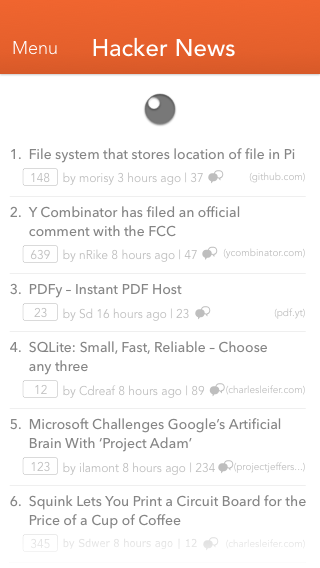 Menu Hacker News
1. File system that stores location of file in Pi
148 by morisy 3 hours ago | 37 (github.com)
2. Y Combinator has filed an official
comment with the FCC
639 by nRike 8 hours ago | 47 (ycombinator.com)
3. PDFy – Instant PDF Host
23 by Sd 16 hours ago | 23 (pdf.yt)
4. SQLite: Small, Fast, Reliable – Choose
any three
12 by Cdreaf 8 hours ago | 89 (charlesleifer.com)
5. Microsoft Challenges Google’s Artificial
Brain With ‘Project Adam’
123 by ilamont 8 hours ago | 234 (projectjeffers...)
6. Squink Lets You Print a Circuit Board for the
Price of a Cup of Coffee
345 by Sdwer 8 hours ago | 12 (charlesleifer.com)